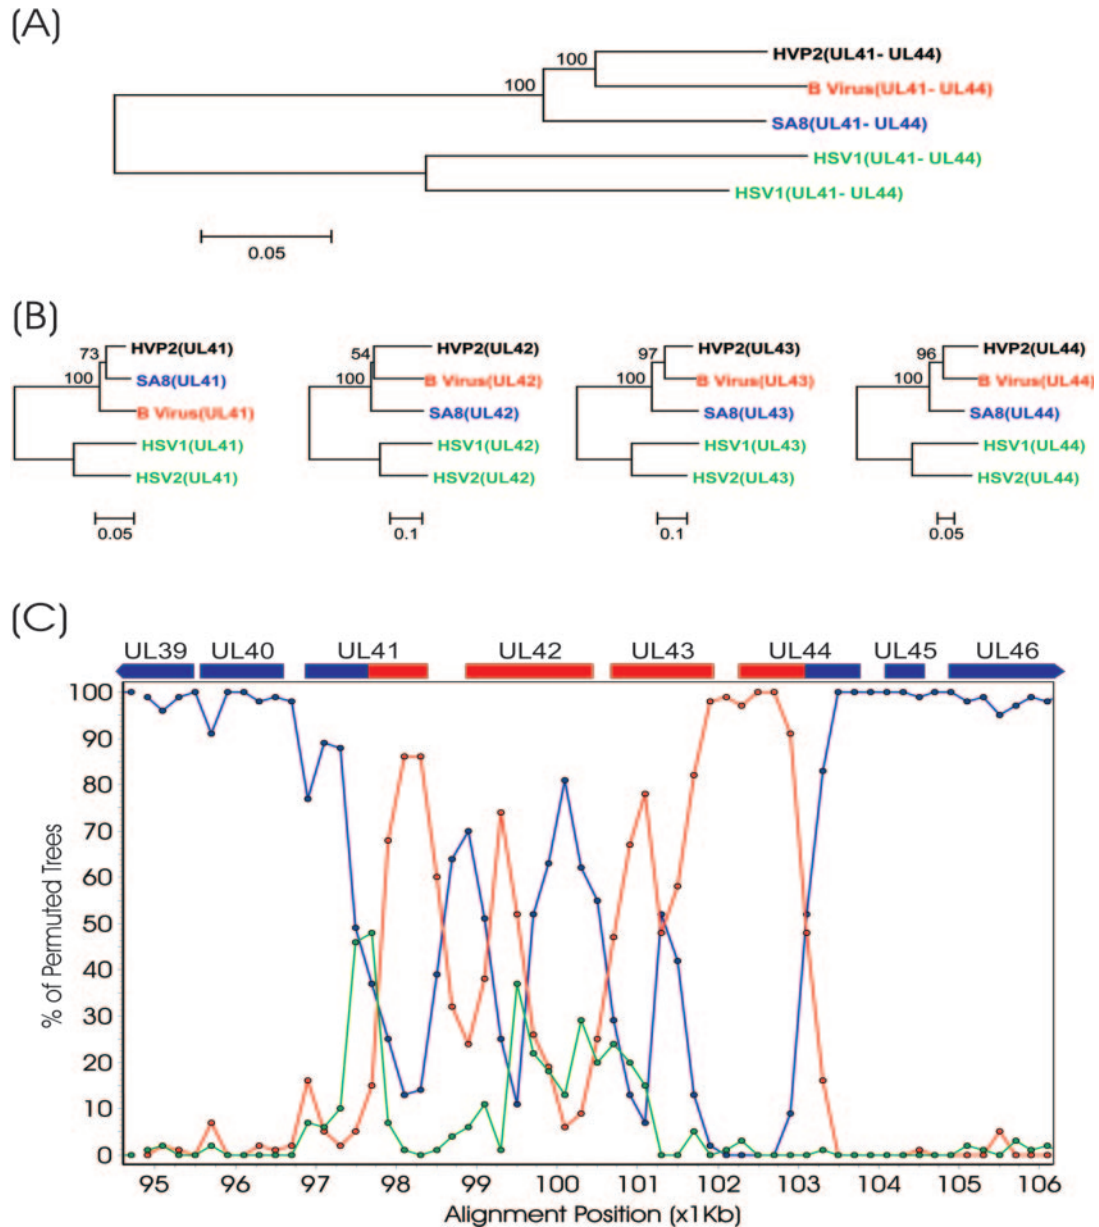 (A)
HVP2(UL41- UL44)
100
B Virus(UL41- UL44)
100
SA8(UL41- UL44)
HSV1(UL41- UL44)
HSV1(UL41- UL44)
0.05
(B)
HVP2(UL41)
73
SA8(UL41)
100
B Virus(UL41)
HSV1(UL41)
HSV2(UL41)
0.05
HVP2(UL42)
54
B Virus(UL42)
100
SA8(UL42)
HSV1(UL42)
HSV2(UL42)
0.1
HVP2(UL43)
97
B Virus(UL43)
100
SA8(UL43)
HSV1(UL43)
HSV2(UL43)
0.1
HVP2(UL44)
96
B Virus(UL44)
100
SA8(UL44)
HSV1(UL44)
HSV2(UL44)
0.05
(C)
UL39 UL40 UL41 UL42 UL43 UL44 UL45 UL46
100
90
80
70
60
50
40
30
20
10
0
% of Permuted Trees
95 96 97 98 99 100 101 102 103 104 105 106
Alignment Position (x1Kb)